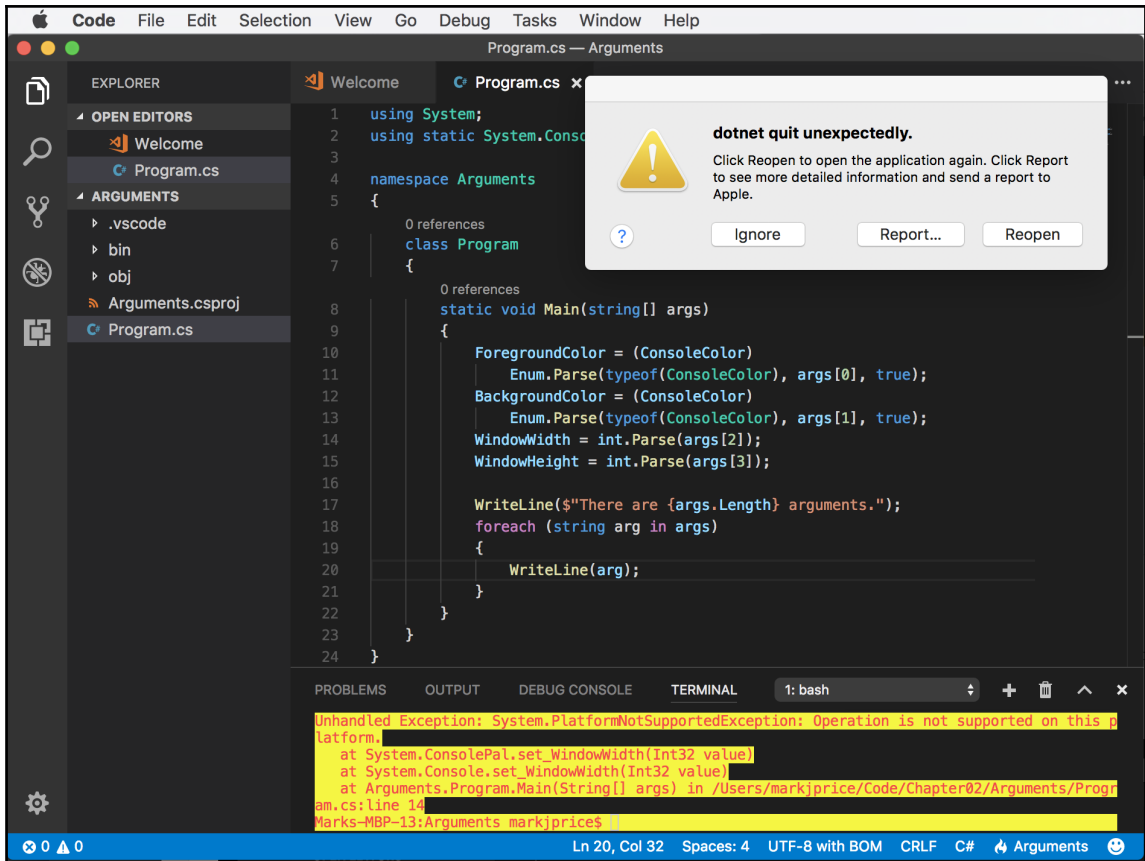 Code File Edit Selection View Go Debug Tasks Window Help
Program.cs — Arguments
EXPLORER
OPEN EDITORS
Welcome
Program.cs
ARGUMENTS
.vscode
bin
obj
Arguments.csproj
Program.cs
Welcome
Program.cs
1 using System;
2 using static System.Conso
3
4 namespace Arguments
5 {
0 references
6 class Program
7 {
0 references
8 static void Main(string[] args)
9 {
10 ForegroundColor = (ConsoleColor)
11 Enum.Parse(typeof(ConsoleColor), args[0], true);
12 BackgroundColor = (ConsoleColor)
13 Enum.Parse(typeof(ConsoleColor), args[1], true);
14 WindowWidth = int.Parse(args[2]);
15 WindowHeight = int.Parse(args[3]);
16
17 WriteLine($"There are {args.Length} arguments.");
18 foreach (string arg in args)
19 {
20 WriteLine(arg);
21 }
22 }
23 }
24 }
dotnet quit unexpectedly.
Click Reopen to open the application again. Click Report
to see more detailed information and send a report to
Apple.
? Ignore Report... Reopen
PROBLEMS OUTPUT DEBUG CONSOLE TERMINAL 1: bash
Unhandled Exception: System.PlatformNotSupportedException: Operation is not supported on this p
latform.
at System.ConsolePal.set_WindowWidth(Int32 value)
at System.Console.set_WindowWidth(Int32 value)
at Arguments.Program.Main(String[] args) in /Users/markjprice/Code/Chapter02/Arguments/Progr
am.cs:line 14
Marks-MBP-13:Arguments markjprice$
0 0 Ln 20, Col 32 Spaces: 4 UTF-8 with BOM CRLF C# Arguments